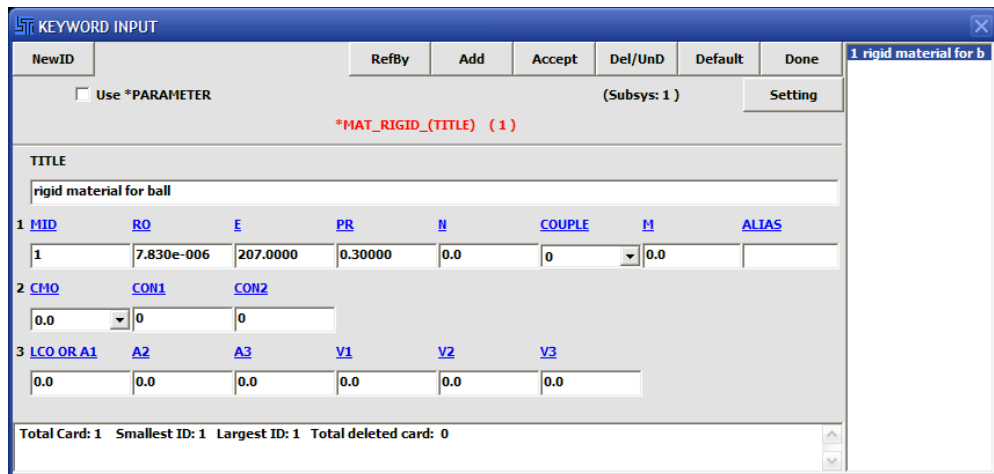 KEYWORD INPUT
NewID RefBy Add Accept Del/UnD Default Done
1 rigid material for b
Use *PARAMETER (Subsys: 1 ) Setting
*MAT_RIGID_(TITLE) ( 1 )
TITLE
rigid material for ball
1 MID RO E PR N COUPLE M ALIAS
1 7.830e-006 207.0000 0.30000 0.0 0 0.0
2 CMO CON1 CON2
0.0 0 0
3 LCO OR A1 A2 A3 V1 V2 V3
0.0 0.0 0.0 0.0 0.0 0.0
Total Card: 1 Smallest ID: 1 Largest ID: 1 Total deleted card: 0